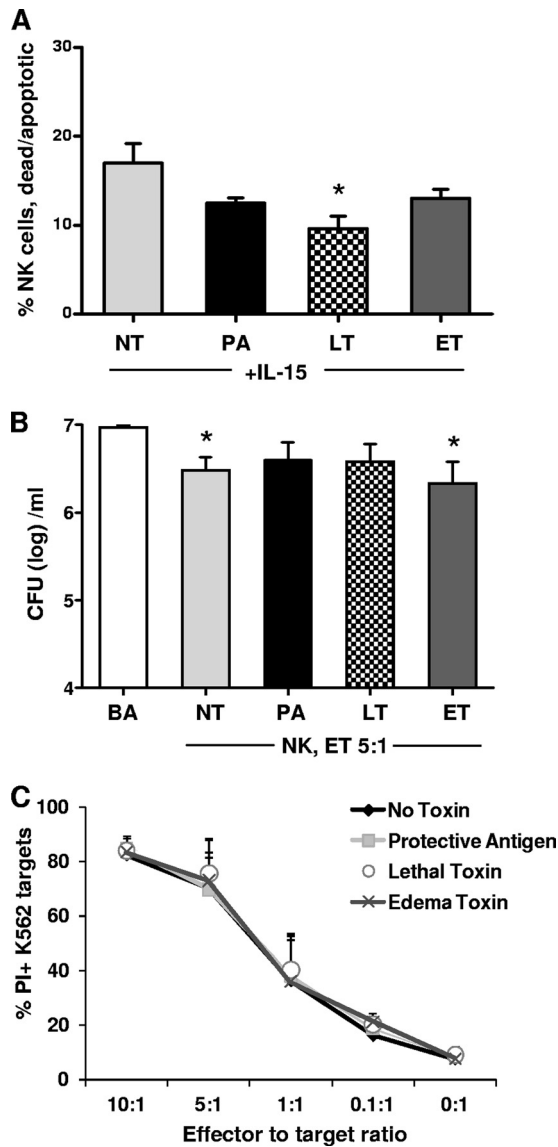 A
% NK cells, dead/apoptotic
30
20
10
0
*
NT PA LT ET
+IL-15
B
CFU (log) /ml
7
6
5
4
* *
BA NT PA LT ET
NK, ET 5:1
C
% PI+ K562 targets
100
80
60
40
20
0
No Toxin
Protective Antigen
Lethal Toxin
Edema Toxin
10:1 5:1 1:1 0.1:1 0:1
Effector to target ratio